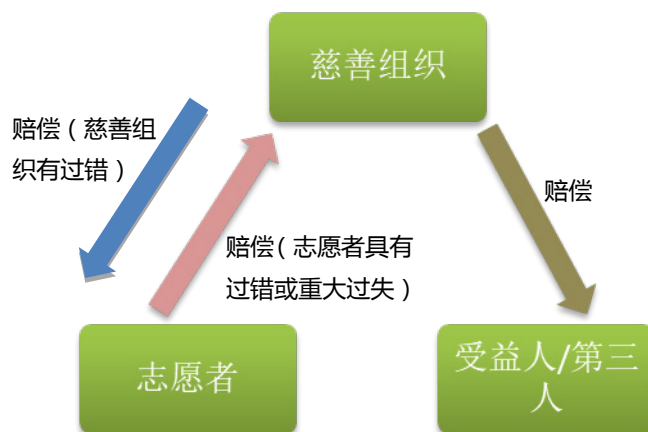 慈善组织
赔偿（慈善组
织有过错）
赔偿
赔偿（志愿者具有
过错或重大过失）
志愿者
受益人/第三
人